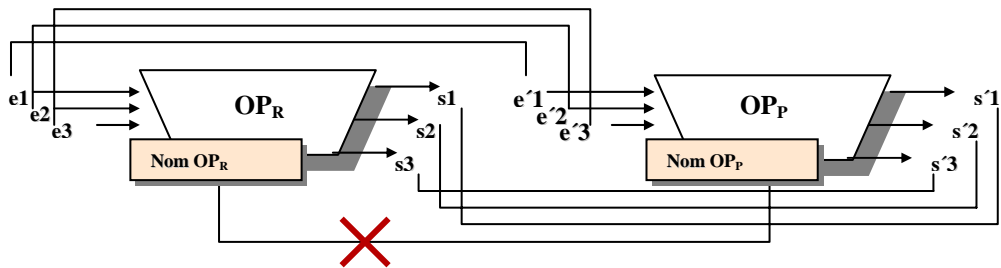 e1
e2
e3
OPR
Nom OPR
s1
s2
s3
e´1
e´2
e´3
OPP
Nom OPP
s´1
s´2
s´3